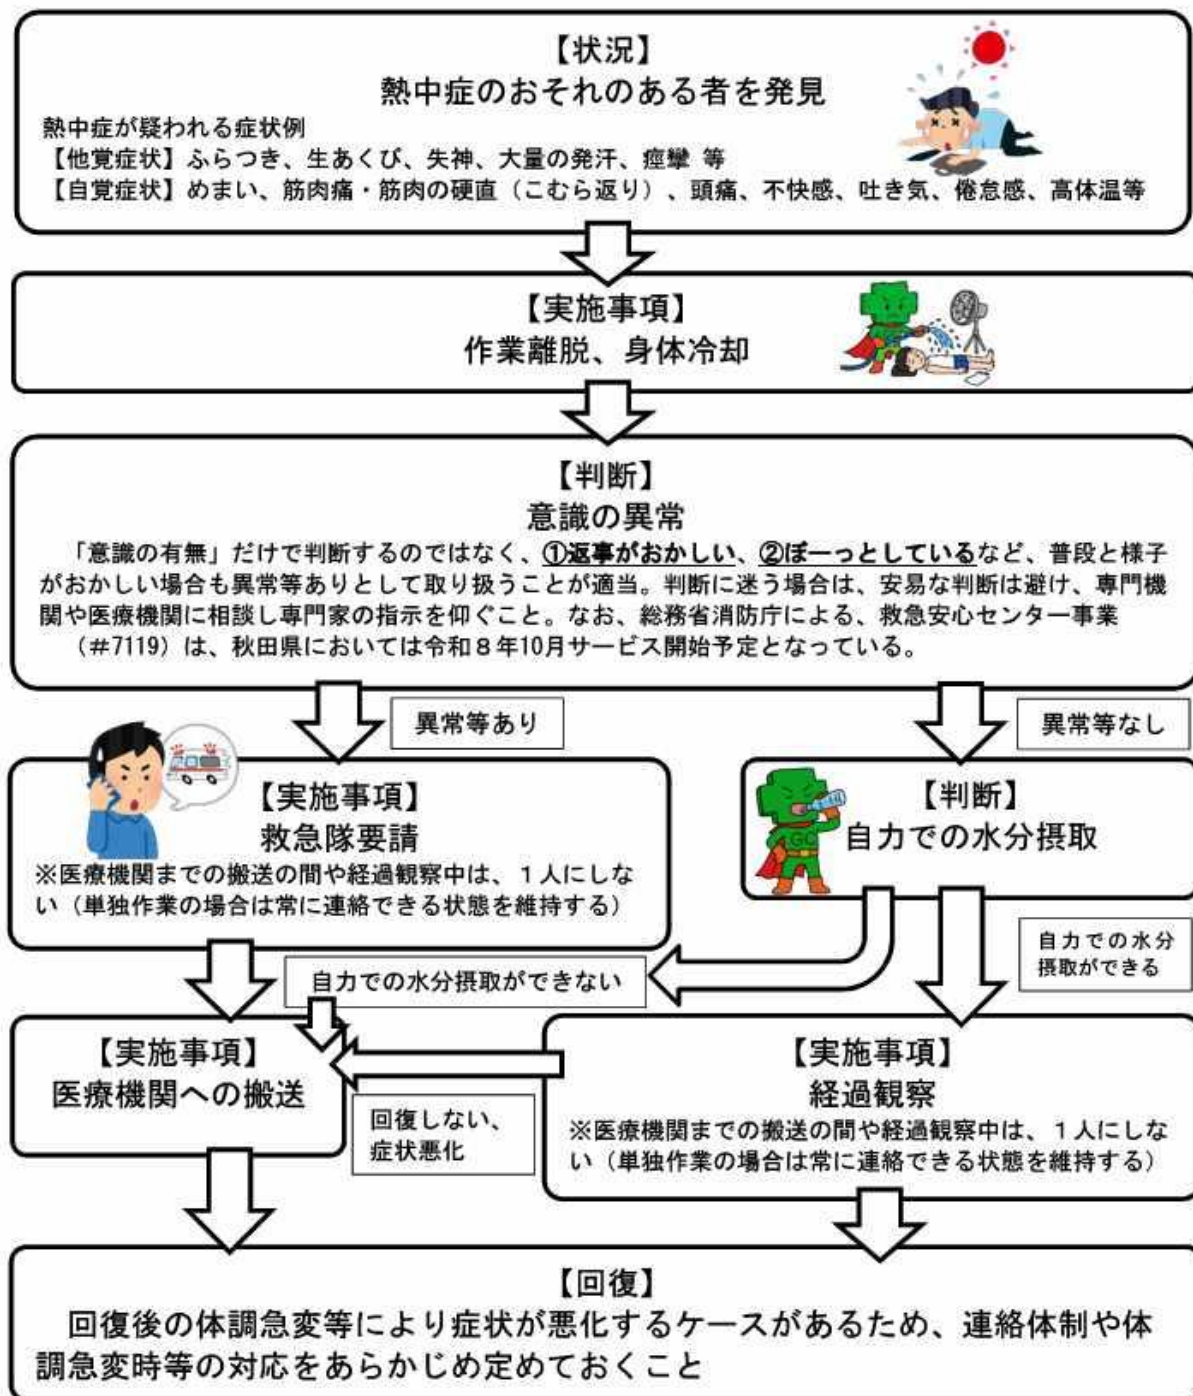 【状況】
熱中症のおそれのある者を発見
熱中症が疑われる症状例
【他覚症状】ふらつき、生あくび、失神、大量の発汗、痙攣 等
【自覚症状】めまい、筋肉痛・筋肉の硬直（こむら返り）、頭痛、不快感、吐き気、倦怠感、高体温等
【実施事項】
作業離脱、身体冷却
【判断】
意識の異常
「意識の有無」だけで判断するのではなく、①返事がおかしい、②ぼーっとしているなど、普段と様子
がおかしい場合も異常等ありとして取り扱うことが適当。判断に迷う場合は、安易な判断は避け、専門機
関や医療機関に相談し専門家の指示を仰ぐこと。なお、総務省消防庁による、救急安心センター事業
（＃7119）は、秋田県においては令和８年10月サービス開始予定となっている。
異常等あり
異常等なし
【実施事項】
救急隊要請
※医療機関までの搬送の間や経過観察中は、１人にしな
い（単独作業の場合は常に連絡できる状態を維持する）
【判断】
自力での水分摂取
GC
自力での水分
摂取ができる
自力での水分摂取ができない
【実施事項】
医療機関への搬送
回復しない、
症状悪化
【実施事項】
経過観察
※医療機関までの搬送の間や経過観察中は、１人にしな
い（単独作業の場合は常に連絡できる状態を維持する）
【回復】
回復後の体調急変等により症状が悪化するケースがあるため、連絡体制や体
調急変時等の対応をあらかじめ定めておくこと